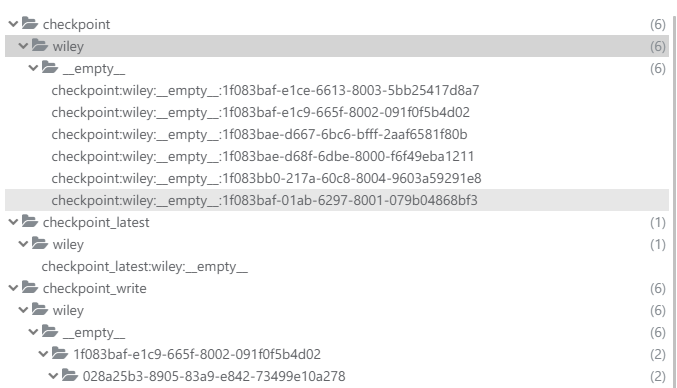 checkpoint (6)
wiley (6)
__empty__ (6)
checkpoint:wiley:__empty__:1f083baf-e1ce-6613-8003-5bb25417d8a7
checkpoint:wiley:__empty__:1f083baf-e1c9-665f-8002-091f0f5b4d02
checkpoint:wiley:__empty__:1f083bae-d667-6bc6-bfff-2aaf6581f80b
checkpoint:wiley:__empty__:1f083bae-d68f-6dbe-8000-f6f49eba1211
checkpoint:wiley:__empty__:1f083bb0-217a-60c8-8004-9603a59291e8
checkpoint:wiley:__empty__:1f083baf-01ab-6297-8001-079b04868bf3
checkpoint_latest (1)
wiley (1)
checkpoint_latest:wiley:__empty__
checkpoint_write (6)
wiley (6)
__empty__ (6)
1f083baf-e1c9-665f-8002-091f0f5b4d02 (2)
028a25b3-8905-83a9-e842-73499e10a278 (2)